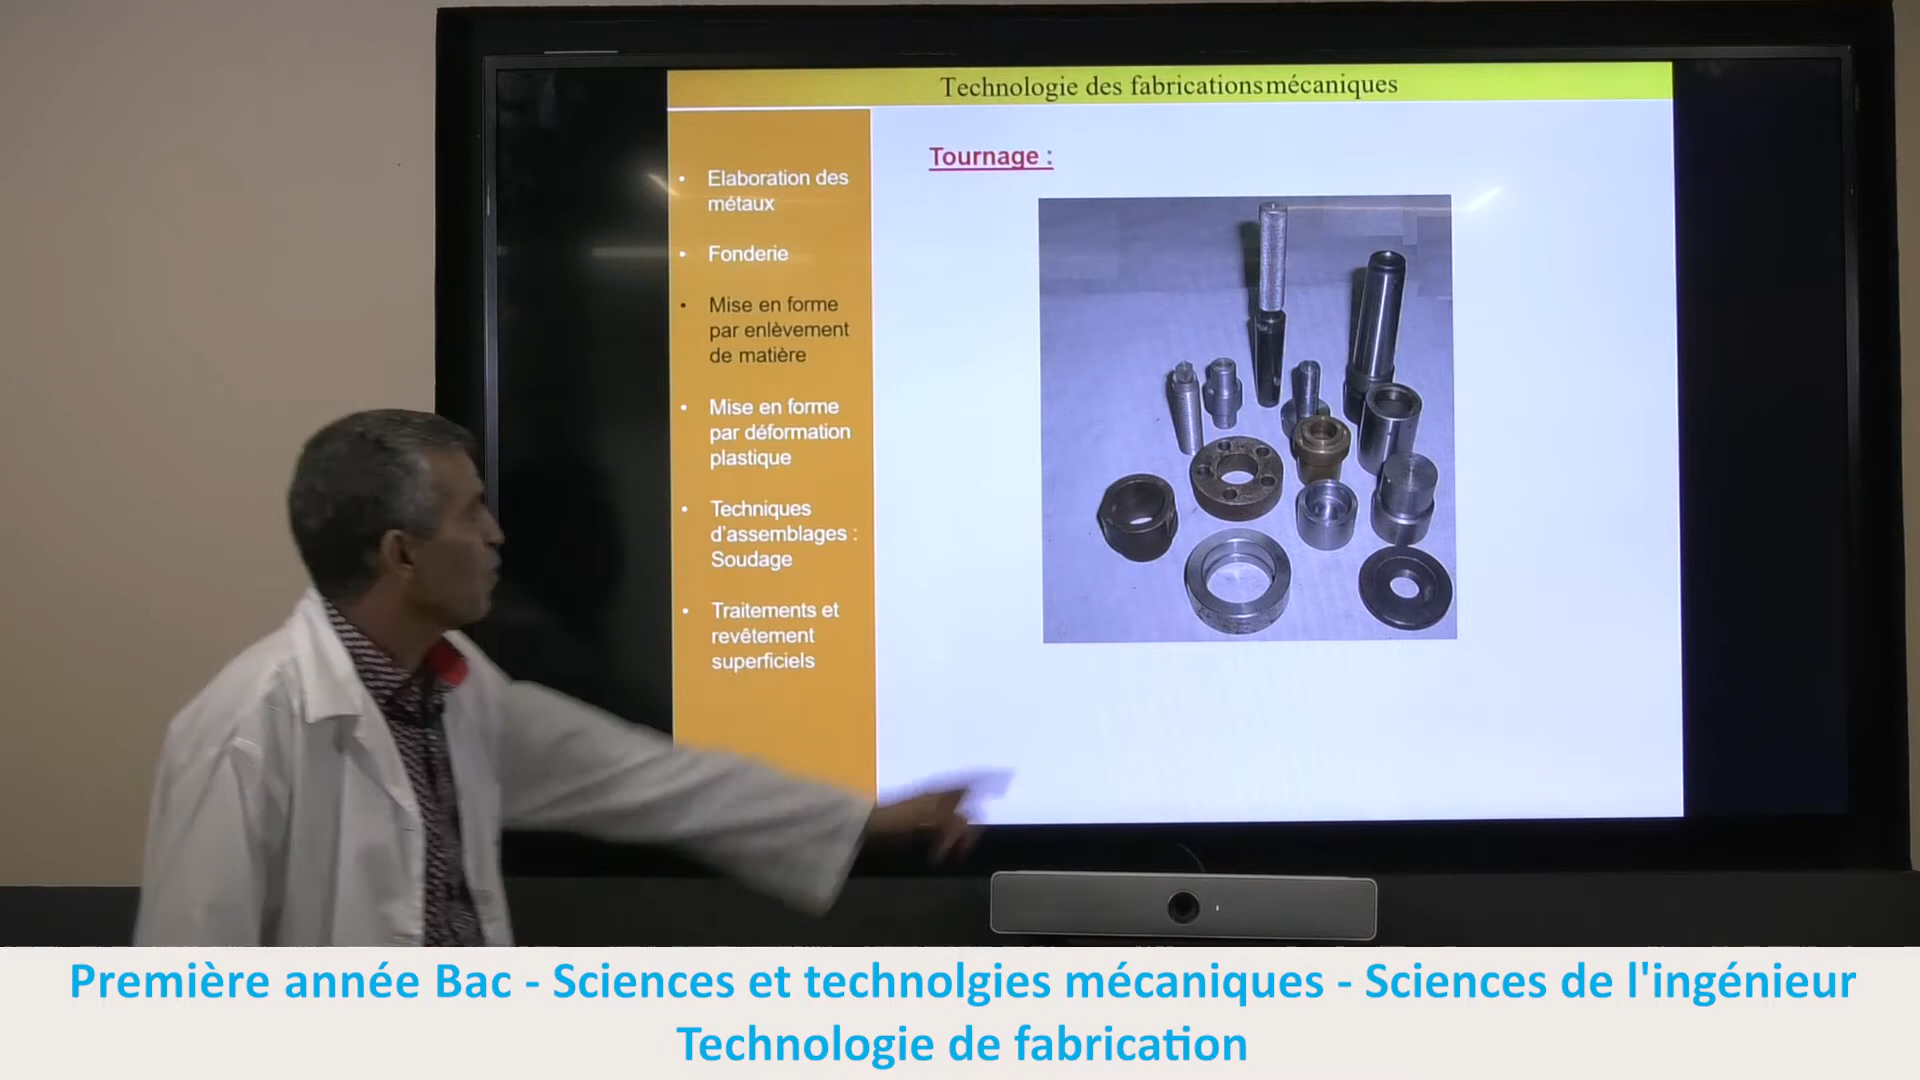 Technologie des fabrications mécaniques
Tournage :
• Elaboration des
métaux
• Fonderie
• Mise en forme
par enlèvement
de matière
• Mise en forme
par déformation
plastique
• Techniques
d'assemblages :
Soudage
• Traitements et
revêtement
superficiels
Première année Bac - Sciences et technolgies mécaniques - Sciences de l'ingénieur
Technologie de fabrication